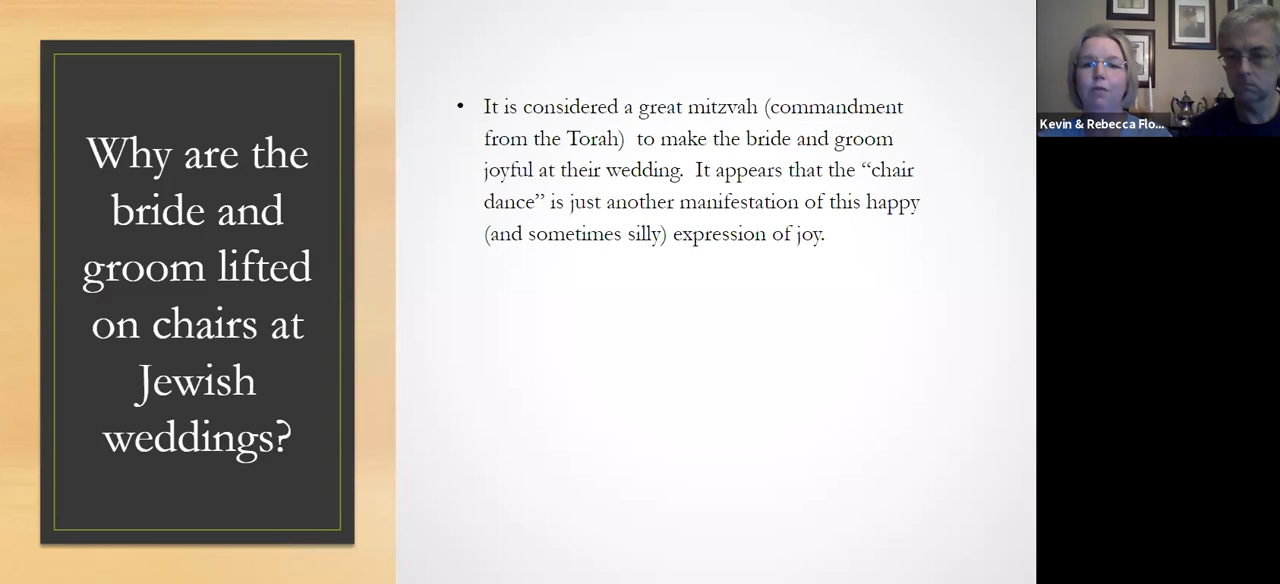 Why are the
bride and
groom lifted
on chairs at
Jewish
weddings?
• It is considered a great mitzvah (commandment
from the Torah)  to make the bride and groom
joyful at their wedding.  It appears that the “chair
dance” is just another manifestation of this happy
(and sometimes silly) expression of joy.
Kevin & Rebecca Flo...